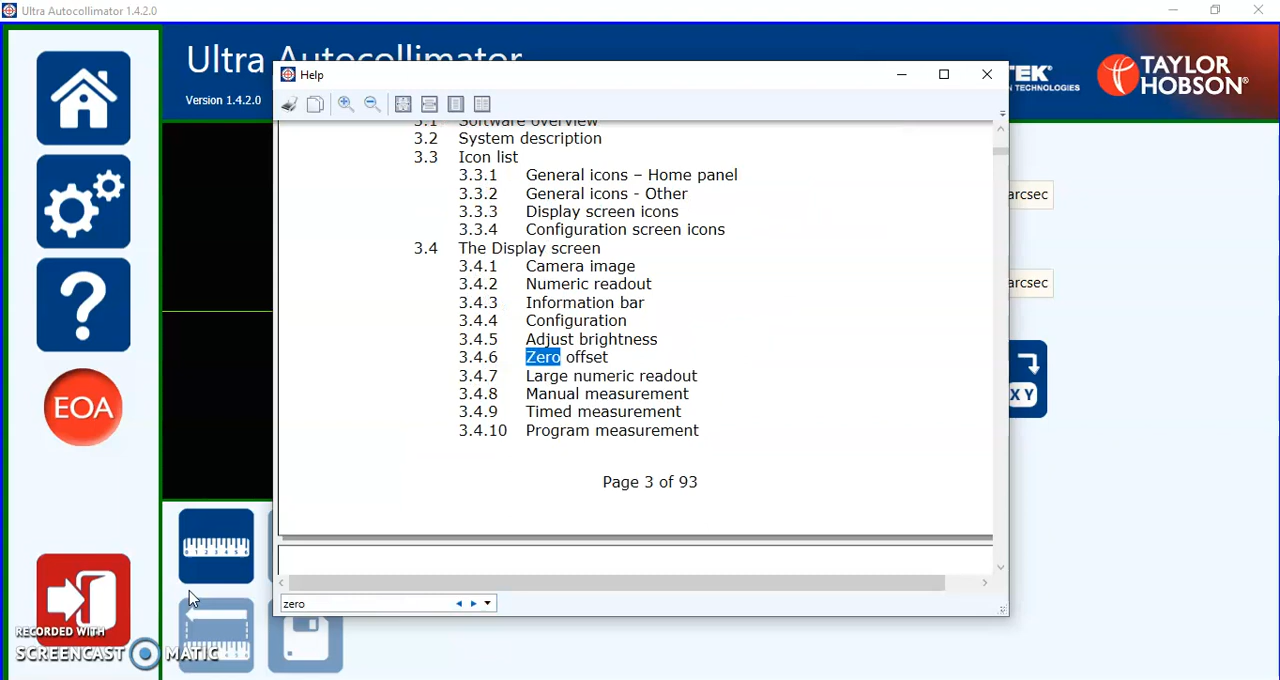 Ultra Autocollimator 1.4.2.0
Ultra Autocollimator
Version 1.4.2.0
TAYLOR
HOBSON®
Help
3.1 Software overview
3.2 System description
3.3 Icon list
3.3.1 General icons – Home panel
3.3.2 General icons - Other
3.3.3 Display screen icons
3.3.4 Configuration screen icons
3.4 The Display screen
3.4.1 Camera image
3.4.2 Numeric readout
3.4.3 Information bar
3.4.4 Configuration
3.4.5 Adjust brightness
3.4.6 Zero offset
3.4.7 Large numeric readout
3.4.8 Manual measurement
3.4.9 Timed measurement
3.4.10 Program measurement
Page 3 of 93
zero
arcsec
arcsec
X Y
EOA
RECORDED WITH
SCREENCAST MATIC